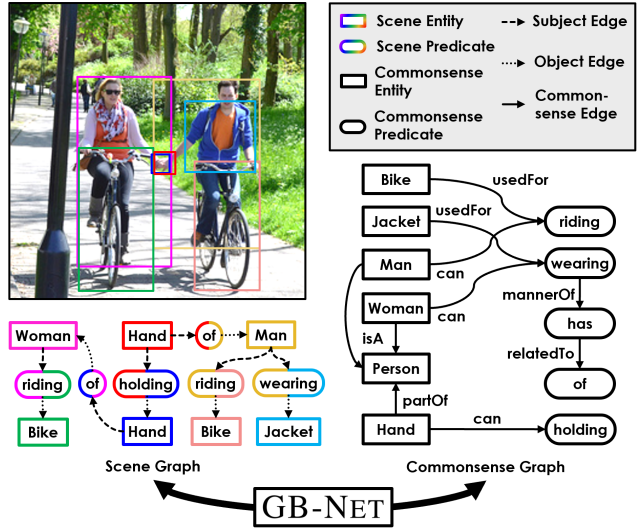 Scene Entity
Scene Predicate
Commonsense
Entity
Commonsense
Predicate
Subject Edge
Object Edge
Common-
sense Edge
Bike
usedFor
riding
Jacket
usedFor
Man
can
wearing
Woman
can
mannerOf
isA
has
Person
relatedTo
of
partOf
Hand
can
holding
Woman
Hand
of
Man
riding
of
holding
riding
wearing
Bike
Hand
Bike
Jacket
Scene Graph
Commonsense Graph
GB-NET